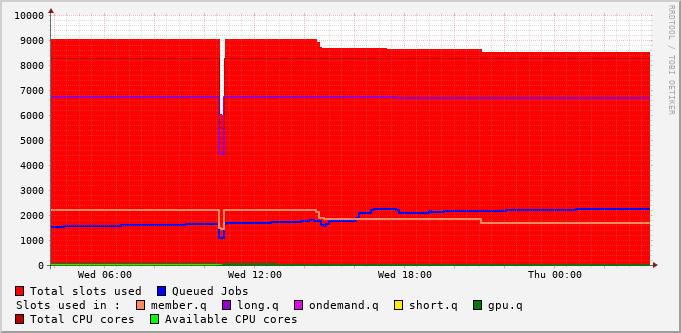 10000
9000
8000
7000
6000
5000
4000
3000
2000
1000
0
Wed 06:00 Wed 12:00 Wed 18:00 Thu 00:00
Total slots used Queued Jobs
Slots used in : member.q long.q ondemand.q short.q gpu.q
Total CPU cores Available CPU cores
RRDTOOL / TOBI OETIKER